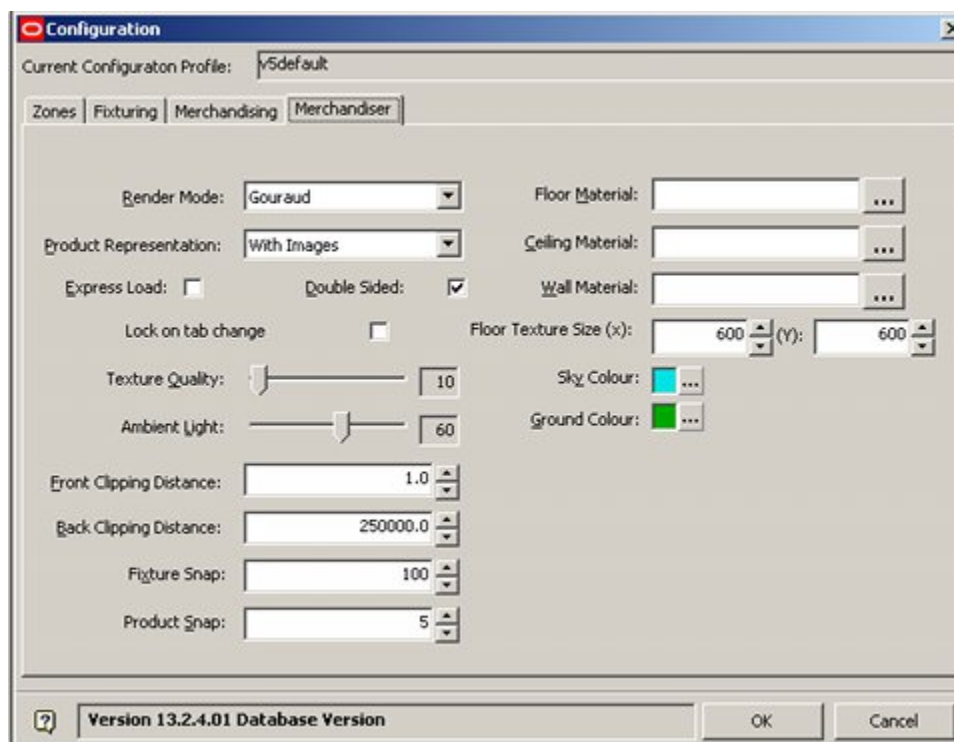 Configuration
Current Configuraton Profile: v5default
Zones Fixturing Merchandising Merchandiser
Render Mode: Gouraud Floor Material: ...
Product Representation: With Images Ceiling Material: ...
Express Load: Double Sided: Wall Material: ...
Lock on tab change Floor Texture Size (x): 600 (Y): 600
Texture Quality: 10 Sky Colour: ...
Ambient Light: 60 Ground Colour: ...
Front Clipping Distance: 1.0
Back Clipping Distance: 250000.0
Fixture Snap: 100
Product Snap: 5
Version 13.2.4.01 Database Version OK Cancel